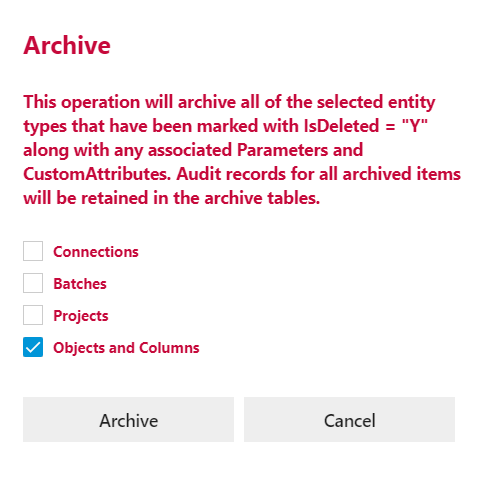 Archive
This operation will archive all of the selected entity
types that have been marked with IsDeleted = "Y"
along with any associated Parameters and
CustomAttributes. Audit records for all archived items
will be retained in the archive tables.
Connections
Batches
Projects
Objects and Columns
Archive Cancel